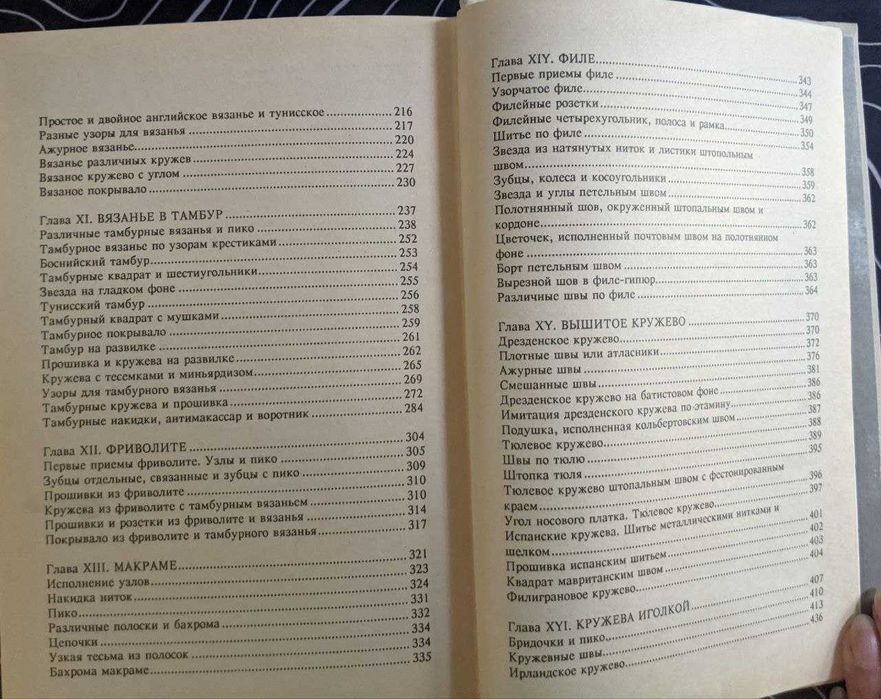 Простое и двойное английское вязанье и тунисское ..... 216
Разные узоры для вязанья ..... 217
Ажурное вязанье ..... 220
Вязанье различных кружев ..... 224
Вязаное кружево с углом ..... 227
Вязаное покрывало ..... 230
Глава XI. ВЯЗАНЬЕ В ТАМБУР ..... 237
Различные тамбурные вязанья и пико ..... 238
Тамбурное вязанье по узорам крестиками ..... 252
Боснийский тамбур ..... 253
Тамбурные квадрат и шестиугольники ..... 254
Звезда на гладком фоне ..... 255
Тунисский тамбур ..... 256
Тамбурный квадрат с мушками ..... 258
Тамбурное покрывало ..... 259
Тамбур на развилке ..... 261
Прошивки и кружева на развилке ..... 262
Кружева с тесемками и миньярдизом ..... 265
Узоры для тамбурного вязанья ..... 269
Тамбурные кружева и прошивка ..... 272
Тамбурные накидки, антимакассар и воротник ..... 284
Глава XII. ФРИВОЛИТЕ ..... 304
Первые приемы фриволите. Узлы и пико ..... 305
Зубцы отдельные, связанные и зубцы с пико ..... 309
Прошивки из фриволите ..... 310
Кружева из фриволите с тамбурным вязаньем ..... 310
Прошивки и розетки из фриволите и вязанья ..... 314
Покрывало из фриволите и тамбурного вязанья ..... 317
Глава XIII. МАКРАМЕ ..... 321
Исполнение узлов ..... 323
Накидка ниток ..... 324
Пико ..... 331
Различные полоски и бахрома ..... 332
Цепочки ..... 334
Узкая тесьма из полосок ..... 334
Бахрома макраме ..... 335
Глава XIY. ФИЛЕ ..... 343
Первые приемы филе ..... 344
Узорчатое филе ..... 347
Филейные розетки ..... 349
Филейные четырехугольник, полоса и рамка ..... 350
Шитье по филе ..... 354
Звезда из натянутых ниток и листики штопольным
швом ..... 358
Зубцы, колеса и косоугольники ..... 359
Звезда и углы петельным швом ..... 362
Полотнянный шов, окруженный штопальным швом и
кордоне ..... 362
Цветочек, исполненный почтовым швом на полотнянном
фоне ..... 363
Борт петельным швом ..... 363
Вырезной шов в филе-гипюр ..... 363
Различные швы по филе ..... 364
Глава XY. ВЫШИТОЕ КРУЖЕВО ..... 370
Дрезденское кружево ..... 370
Плотные швы или атласники ..... 372
Ажурные швы ..... 376
Смешанные швы ..... 381
Дрезденское кружево на батистовом фоне ..... 386
Имитация дрезденского кружева по этамину ..... 386
Подушка, исполненная кольбертовским швом ..... 387
Тюлевое кружево ..... 388
Швы по тюлю ..... 389
Штопка тюля ..... 395
Тюлевое кружево штопальным швом с фестонированным
краем ..... 396
Угол носового платка. Тюлевое кружево ..... 397
Испанские кружева. Шитье металлическими нитками и
шелком ..... 401
Прошивка испанским шитьем ..... 402
Квадрат мавританским швом ..... 403
Филиграновое кружево ..... 404
Глава XYI. КРУЖЕВА ИГОЛКОЙ ..... 407
Бридочки и пико ..... 410
Кружевные швы ..... 413
Ирландское кружево ..... 436